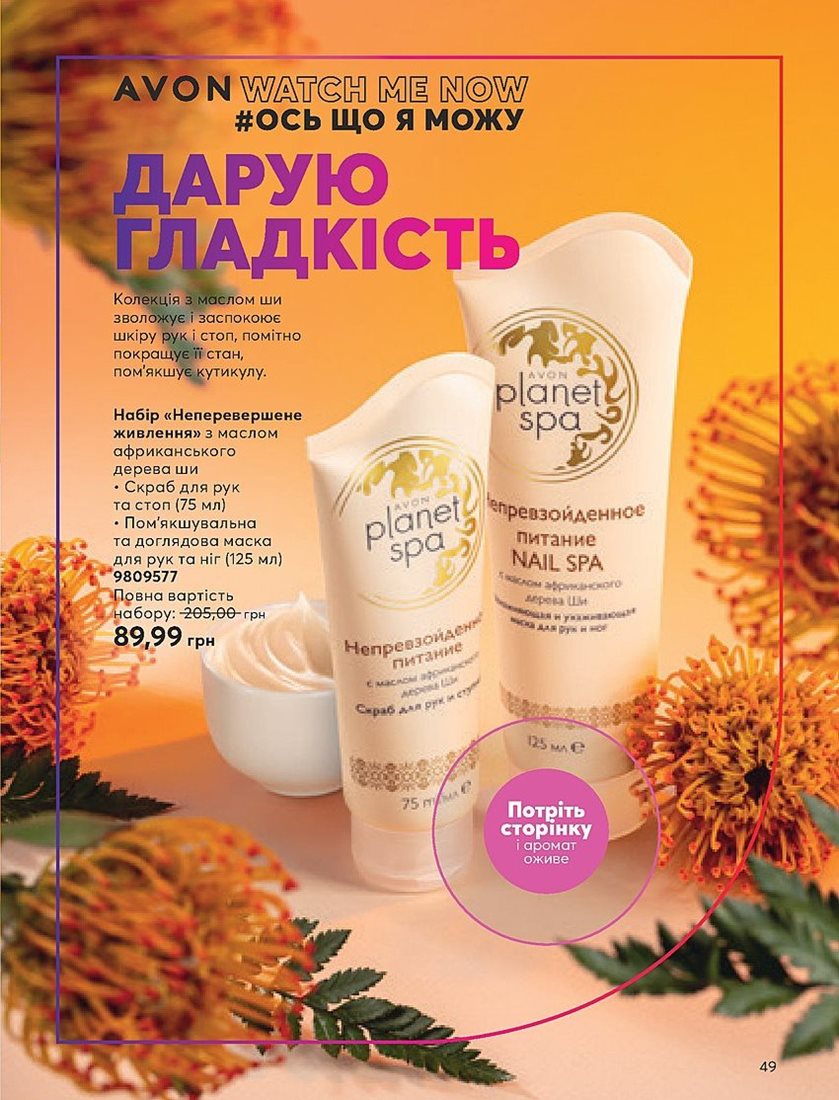 AVON WATCH ME NOW
#ОСЬ ЩО Я МОЖУ
ДАРУЮ
ГЛАДКІСТЬ
Колекція з маслом ши
зволожує і заспокоює
шкіру рук і стоп, помітно
покращує її стан,
пом'якшує кутикулу.
Набір «Неперевершене
живлення» з маслом
африканського
дерева ши
• Скраб для рук
та стоп (75 мл)
• Пом'якшувальна
та доглядова маска
для рук та ніг (125 мл)
9809577
Повна вартість
набору: 205,00 грн
89,99 грн
AVON
planet
spa
Непревзойденное
питание
с маслом африканского
дерева Ши
Скраб для рук и ступней
75 ml/мл ℮
AVON
planet
spa
Непревзойденное
питание
NAIL SPA
с маслом африканского
дерева Ши
и ухаживающая
маска для рук и ног
125 мл ℮
Потріть
сторінку
і аромат
оживе
49